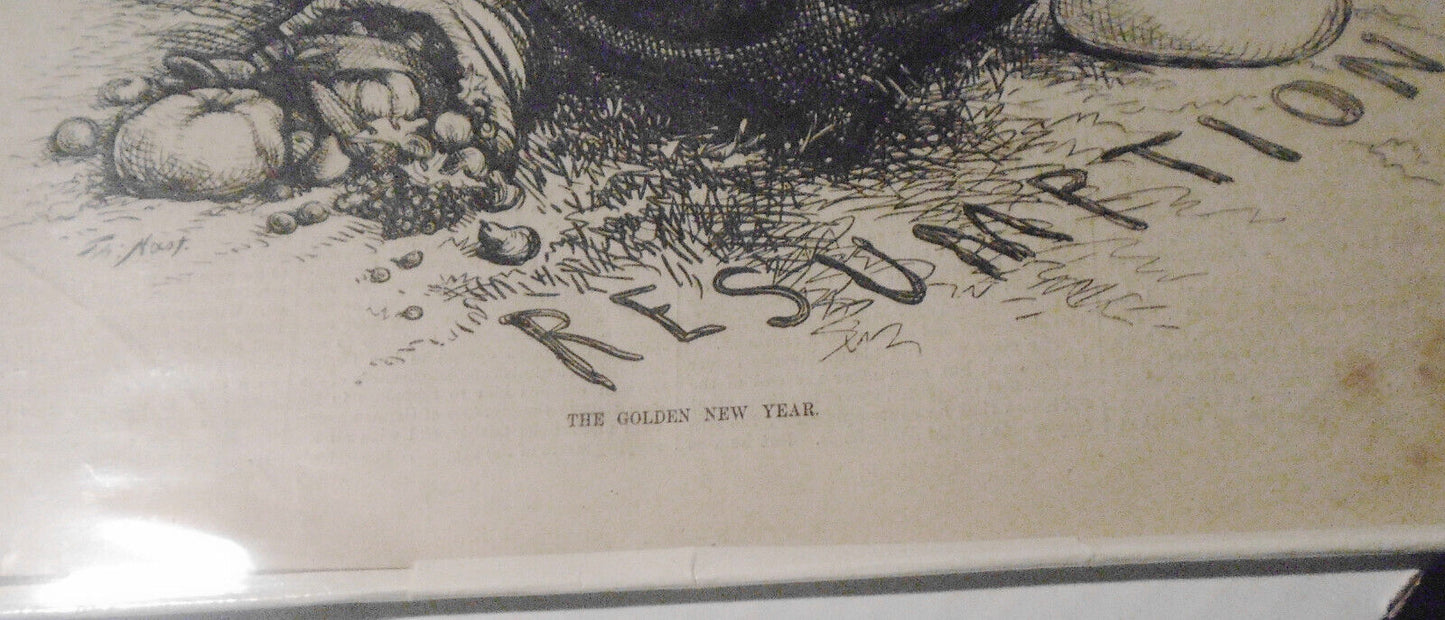 Th: Nast.
RESUMPTION
THE GOLDEN NEW YEAR.